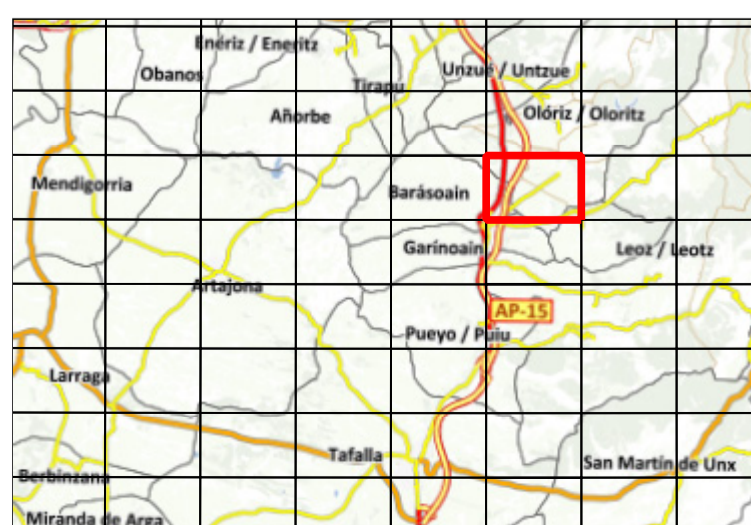 Enériz / Eneritz
Unzué / Untzue
Obanos
Tirapu
Olóriz / Oloritz
Añorbe
Mendigorria
Barásoain
Garínoain
Leoz / Leotz
Artajona
AP-15
Pueyo / Puiu
Larraga
Tafalla
San Martín de Unx
Berbinzana
Miranda de Arga